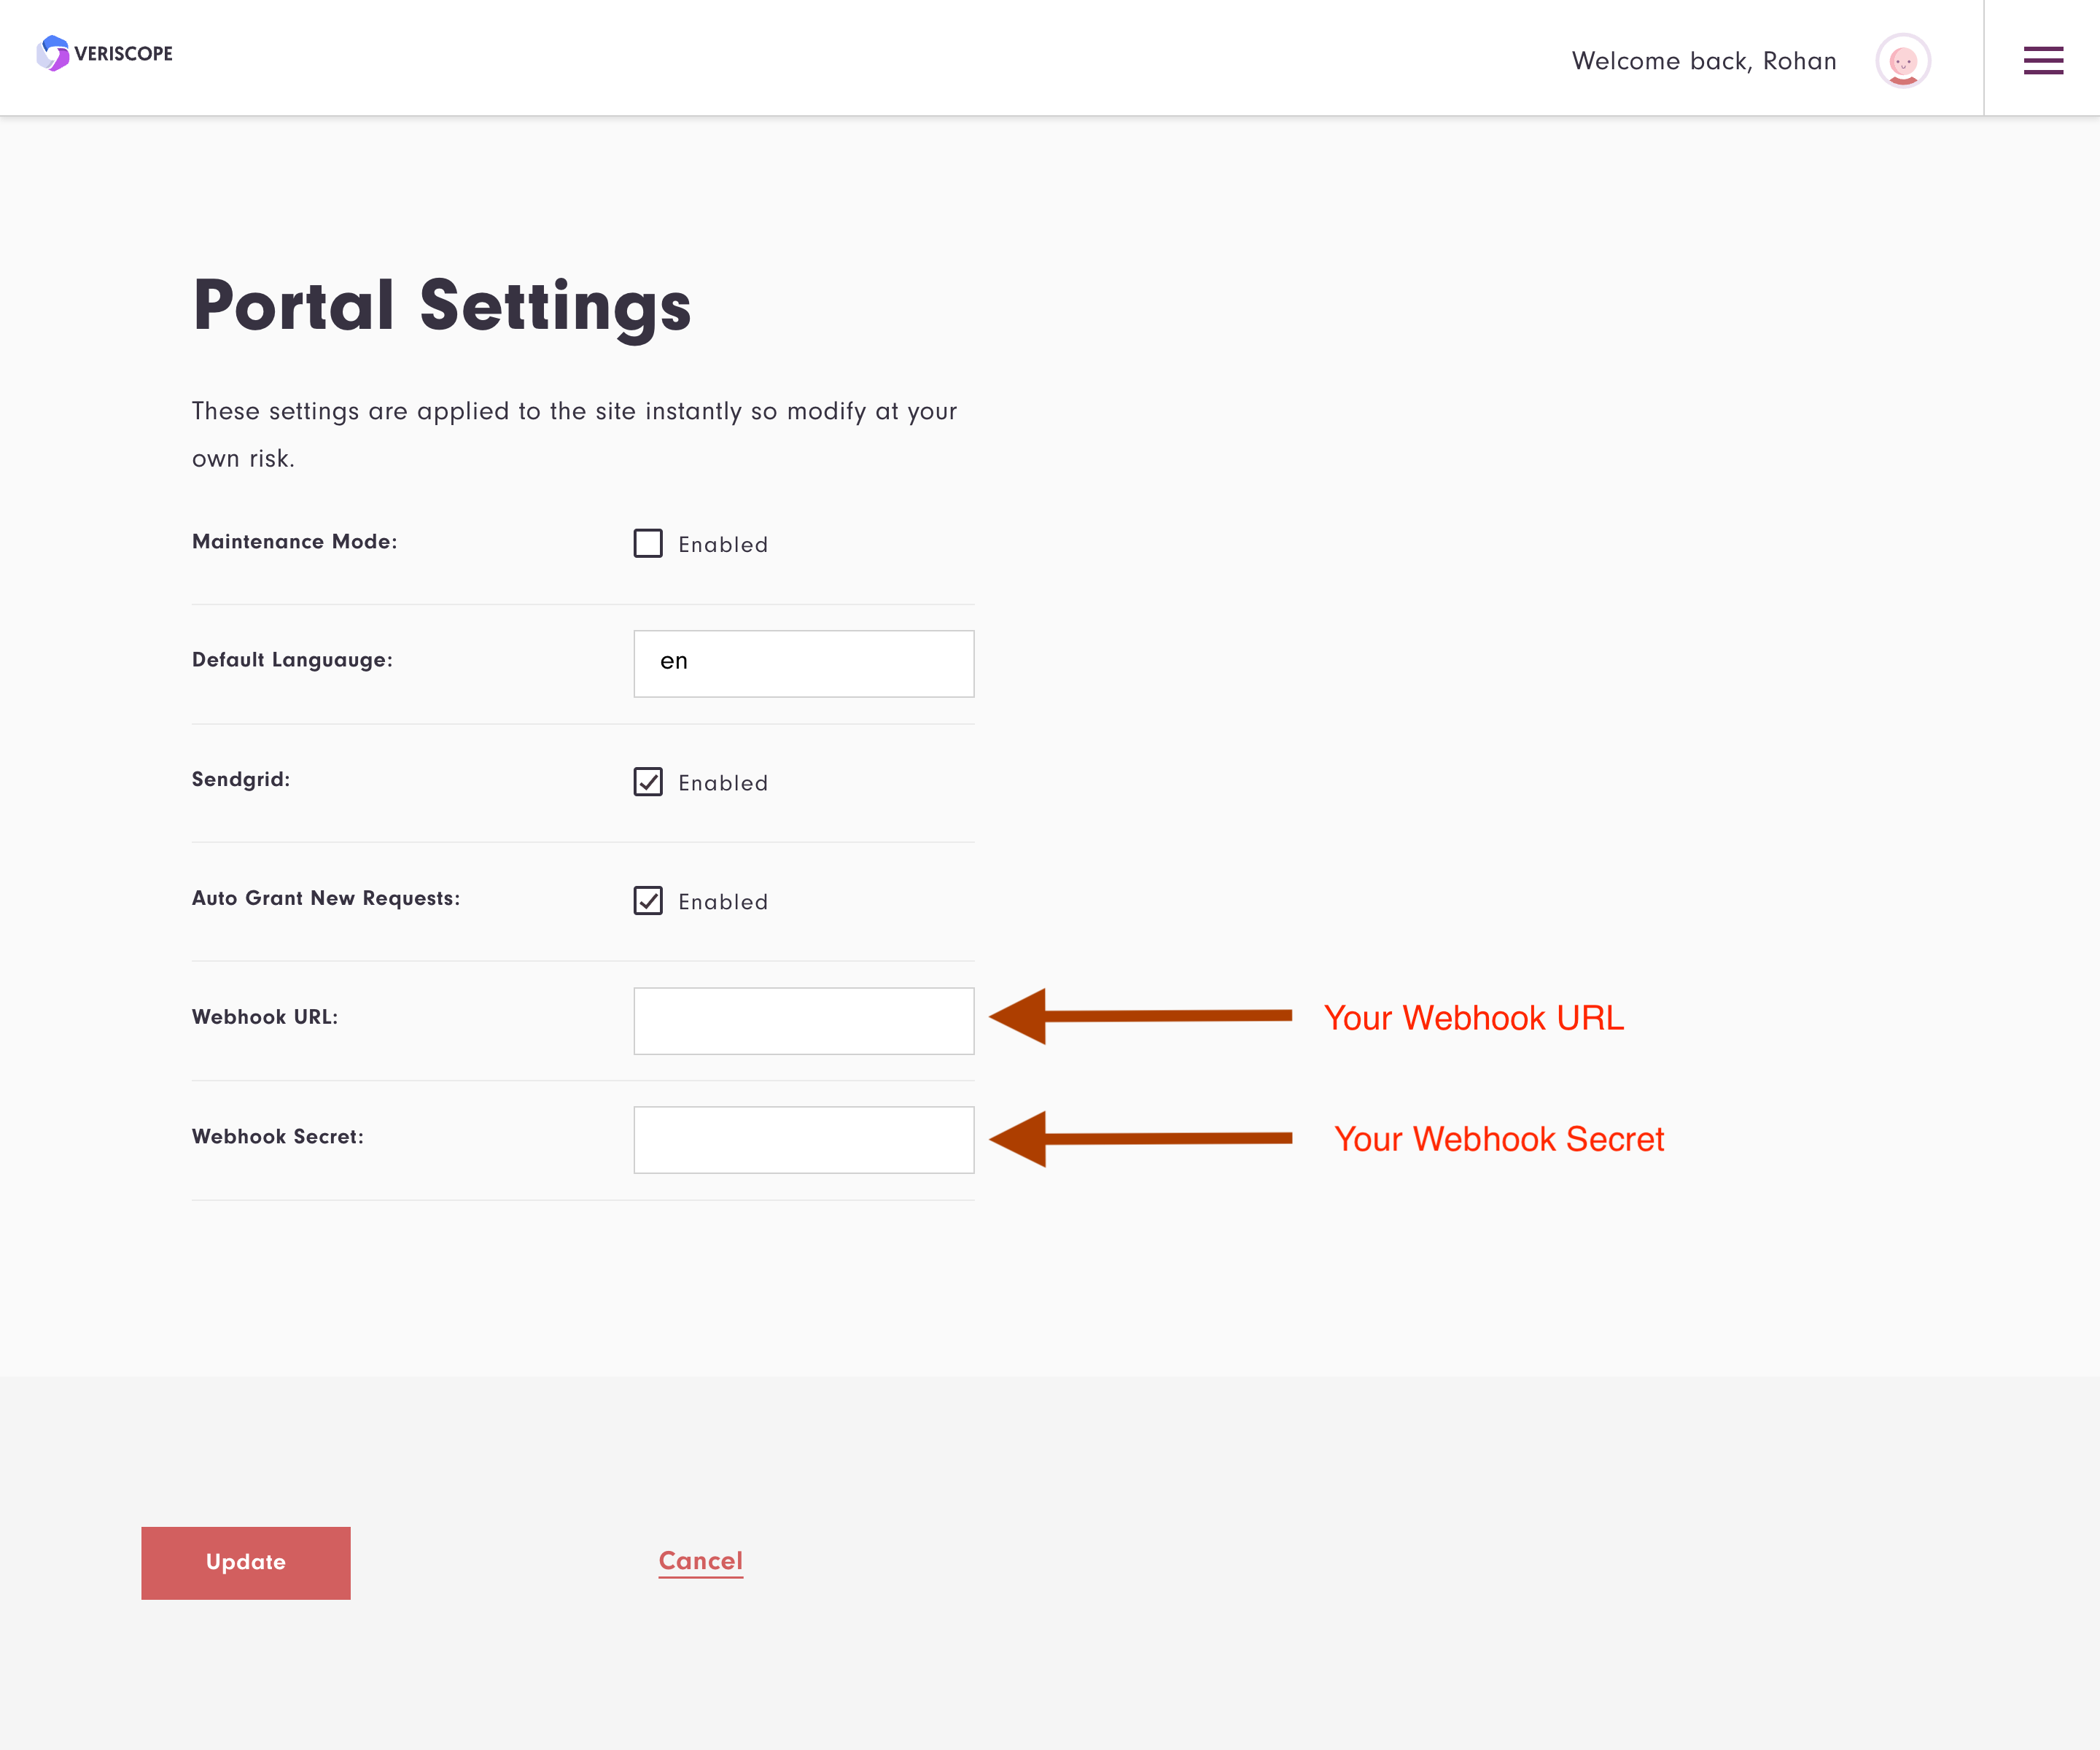 VERISCOPE
Welcome back, Rohan
Portal Settings
These settings are applied to the site instantly so modify at your
own risk.
Maintenance Mode:
Enabled
Default Languauge:
en
Sendgrid:
Enabled
Auto Grant New Requests:
Enabled
Webhook URL:
Your Webhook URL
Webhook Secret:
Your Webhook Secret
Update
Cancel